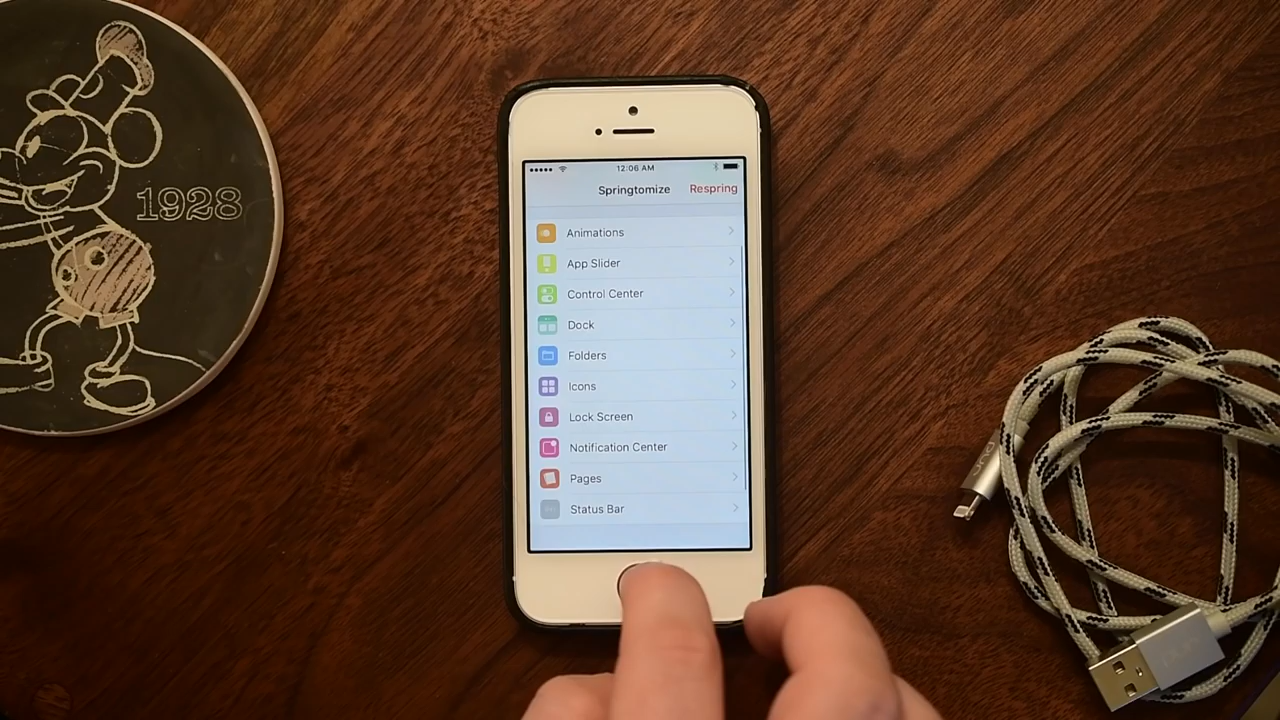 1928
12:06 AM
Springtomize
Respring
Animations
App Slider
Control Center
Dock
Folders
Icons
Lock Screen
Notification Center
Pages
Status Bar